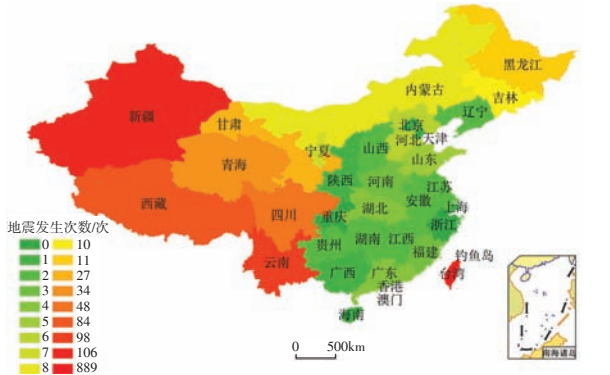 黑龙江
内蒙古
吉林
新疆
辽宁
甘肃
北京
河北 天津
宁夏
山西
山东
青海
陕西
河南
江苏
西藏
四川
安徽
上海
湖北
重庆
浙江
贵州
湖南
江西
云南
福建
钓鱼岛
台湾
广西
广东
香港
澳门
海南
地震发生次数/次
0 10
1 11
2 27
3 34
4 48
5 84
6 98
7 106
8 889
0 500km
南海诸岛